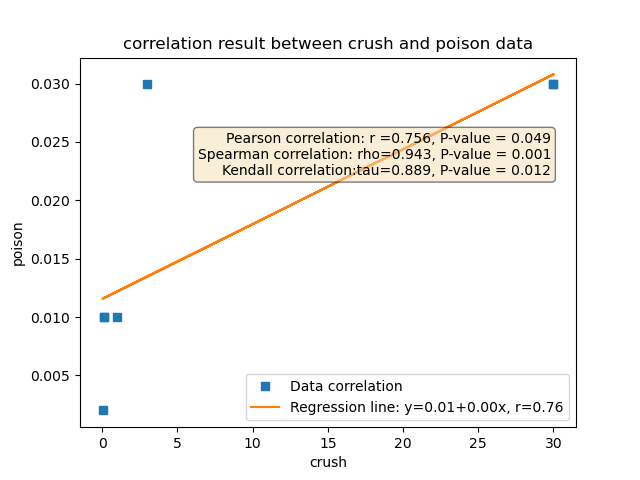 correlation result between crush and poison data
0.030
0.025
0.020
0.015
0.010
0.005
poison
Pearson correlation: r =0.756, P-value = 0.049
Spearman correlation: rho=0.943, P-value = 0.001
Kendall correlation:tau=0.889, P-value = 0.012
Data correlation
Regression line: y=0.01+0.00x, r=0.76
0 5 10 15 20 25 30
crush